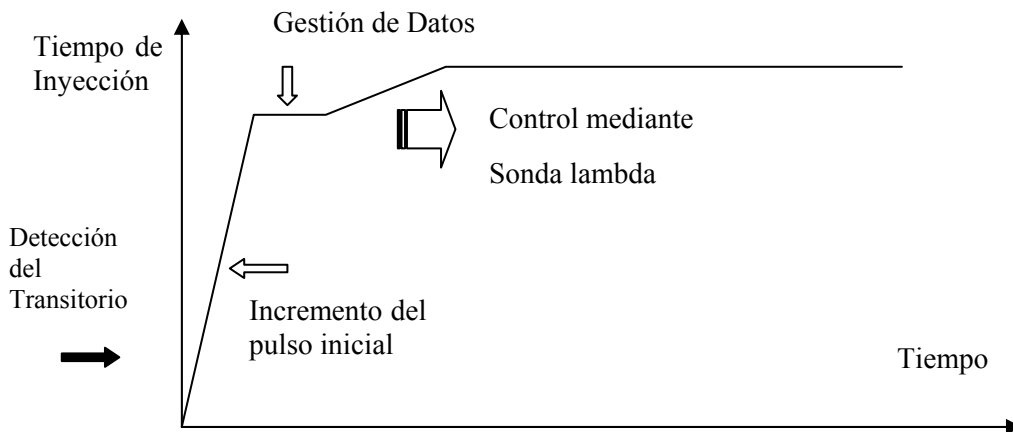 Gestión de Datos
Tiempo de
Inyección
Control mediante
Sonda lambda
Detección
del
Transitorio
Incremento del
pulso inicial
Tiempo